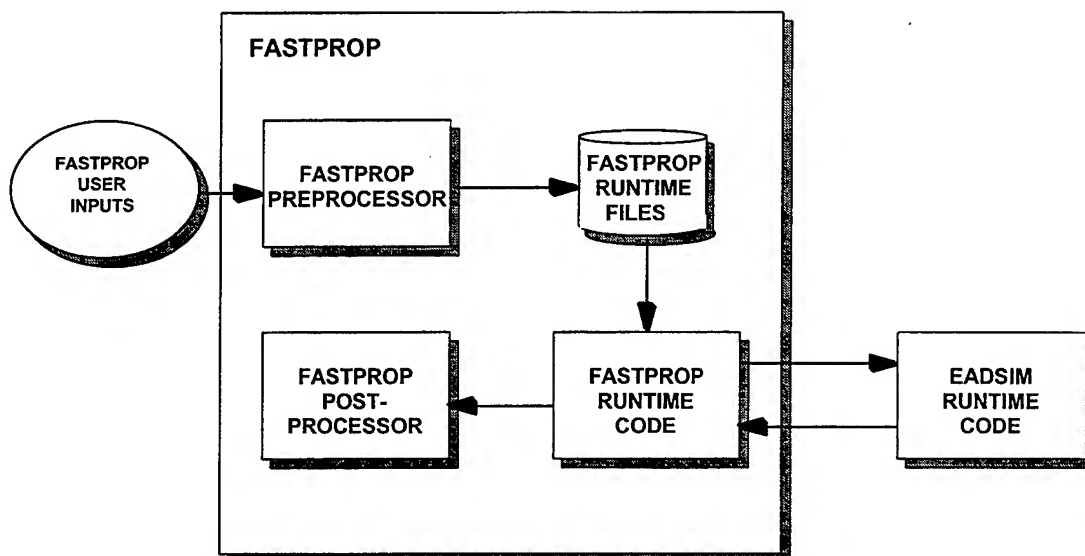 FASTPROP
FASTPROP
USER
INPUTS
FASTPROP
PREPROCESSOR
FASTPROP
RUNTIME
FILES
FASTPROP
POST-
PROCESSOR
FASTPROP
RUNTIME
CODE
EADSIM
RUNTIME
CODE